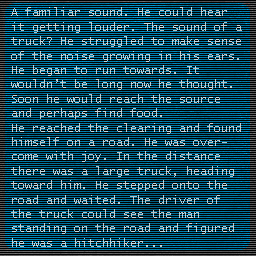 A familiar sound. He could hear
it getting louder. The sound of a
truck? He struggled to make sense
of the noise growing in his ears.
He began to run towards. It
wouldn't be long now he thought.
Soon he would reach the source
and perhaps find food.
He reached the clearing and found
himself on a road. He was over-
come with joy. In the distance
there was a large truck, heading
toward him. He stepped onto the
road and waited. The driver of
the truck could see the man
standing on the road and figured
he was a hitchhiker...